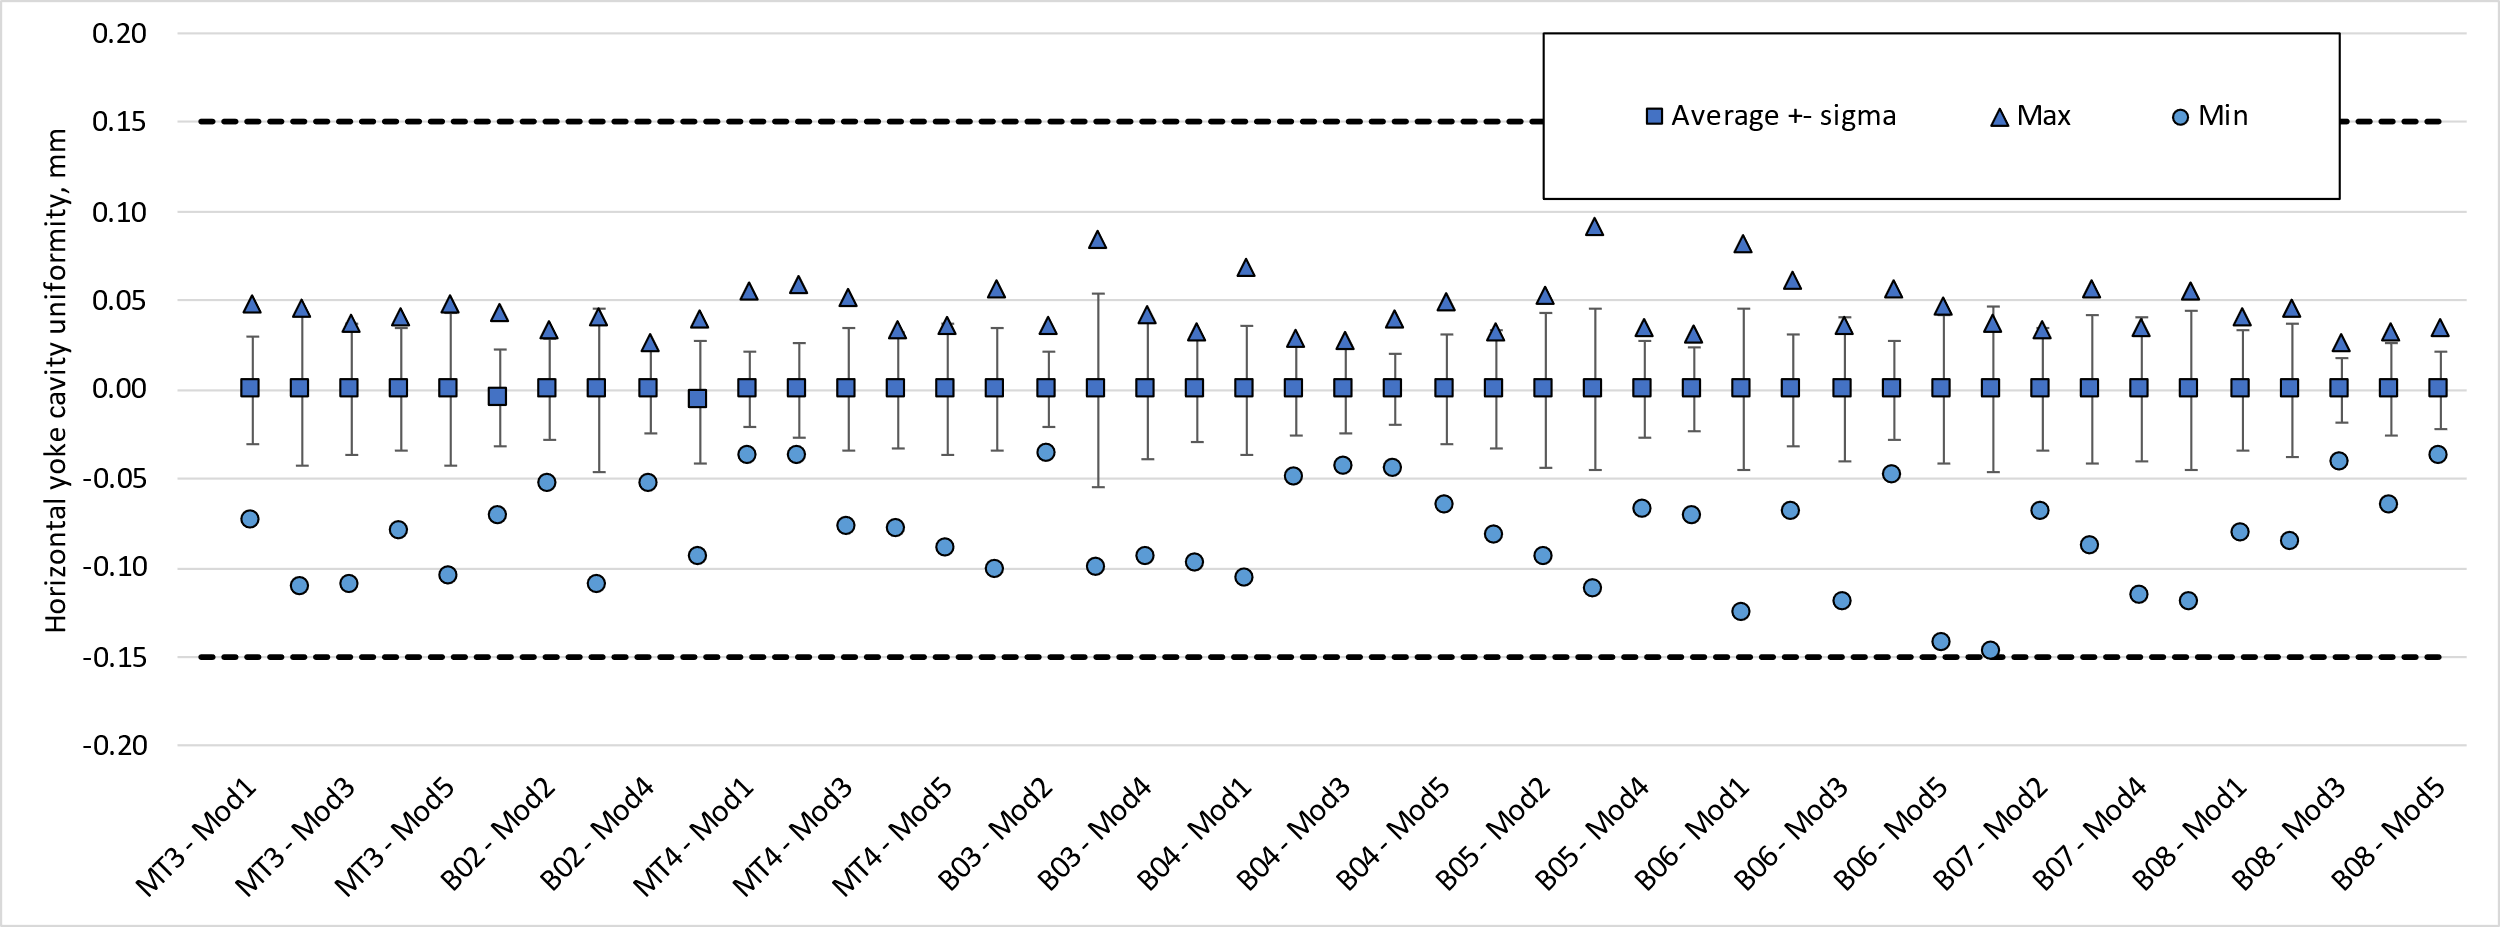 Horizontal yoke cavity uniformity, mm
0.20
0.15
0.10
0.05
0.00
-0.05
-0.10
-0.15
-0.20
Average +- sigma
Max
Min
MT3 - Mod1
MT3 - Mod3
MT3 - Mod5
B02 - Mod2
B02 - Mod4
MT4 - Mod1
MT4 - Mod3
MT4 - Mod5
B03 - Mod2
B03 - Mod4
B04 - Mod1
B04 - Mod3
B04 - Mod5
B05 - Mod2
B05 - Mod4
B06 - Mod1
B06 - Mod3
B06 - Mod5
B07 - Mod2
B07 - Mod4
B08 - Mod1
B08 - Mod3
B08 - Mod5